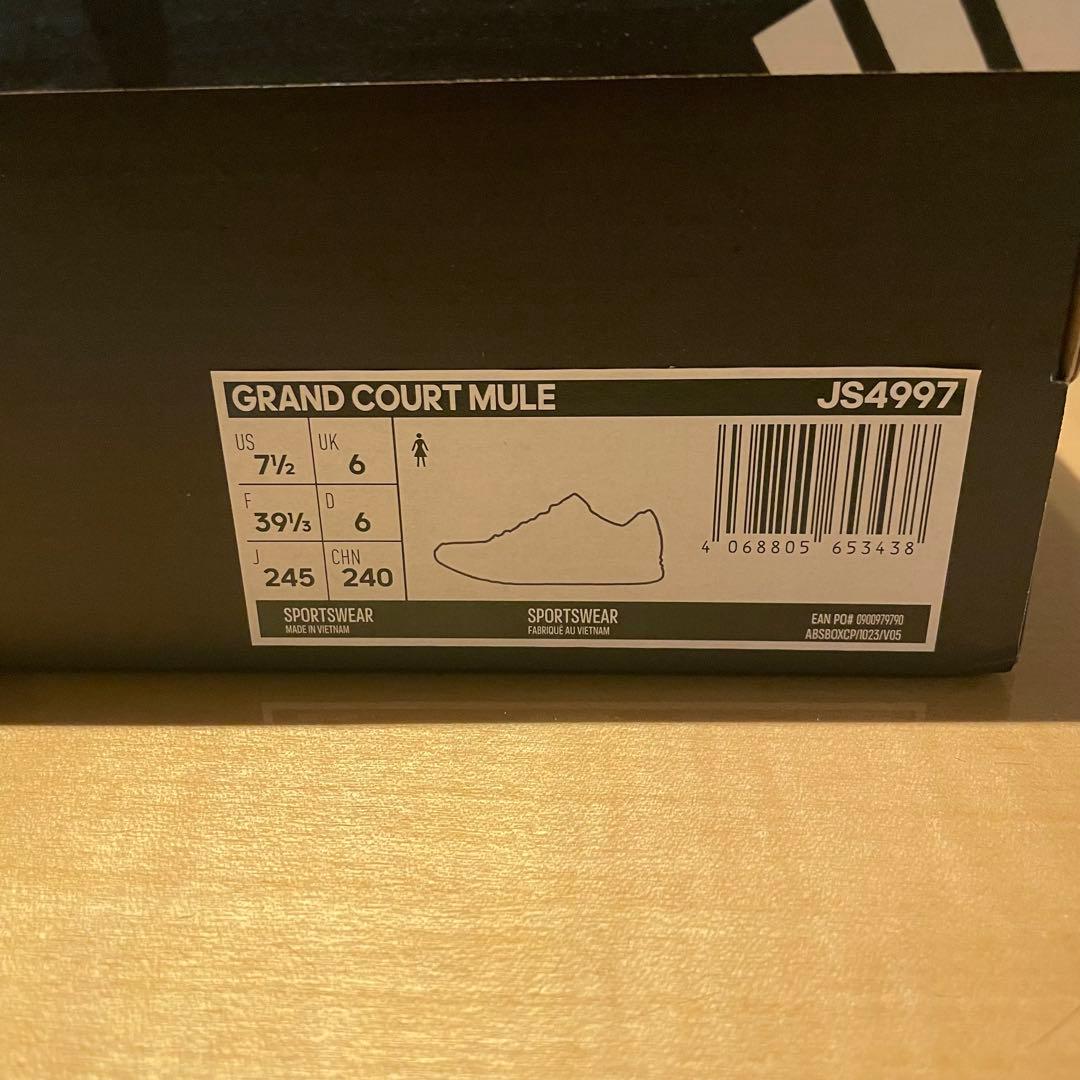 GRAND COURT MULE JS4997
US 7½ UK 6
F 39⅓ D 6
J 245 CHN 240
4 068805 653438
SPORTSWEAR SPORTSWEAR EAN PO# 0900979790
MADE IN VIETNAM FABRIQUÉ AU VIETNAM ABSBOXCP/1023/V05